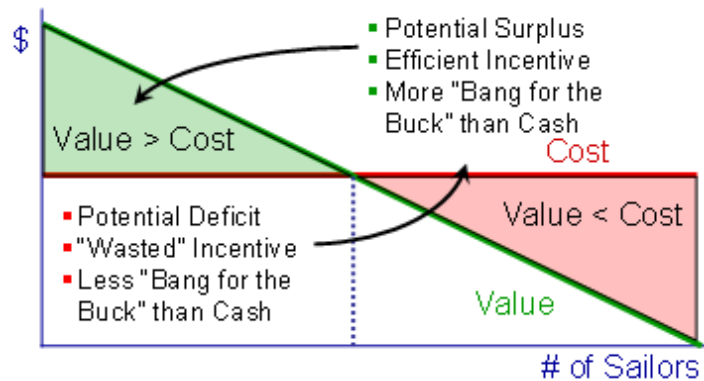 $
▪ Potential Surplus
▪ Efficient Incentive
▪ More "Bang for the
Buck" than Cash
Value > Cost
Cost
▪ Potential Deficit
▪ "Wasted" Incentive
▪ Less "Bang for the
Buck" than Cash
Value < Cost
Value
# of Sailors